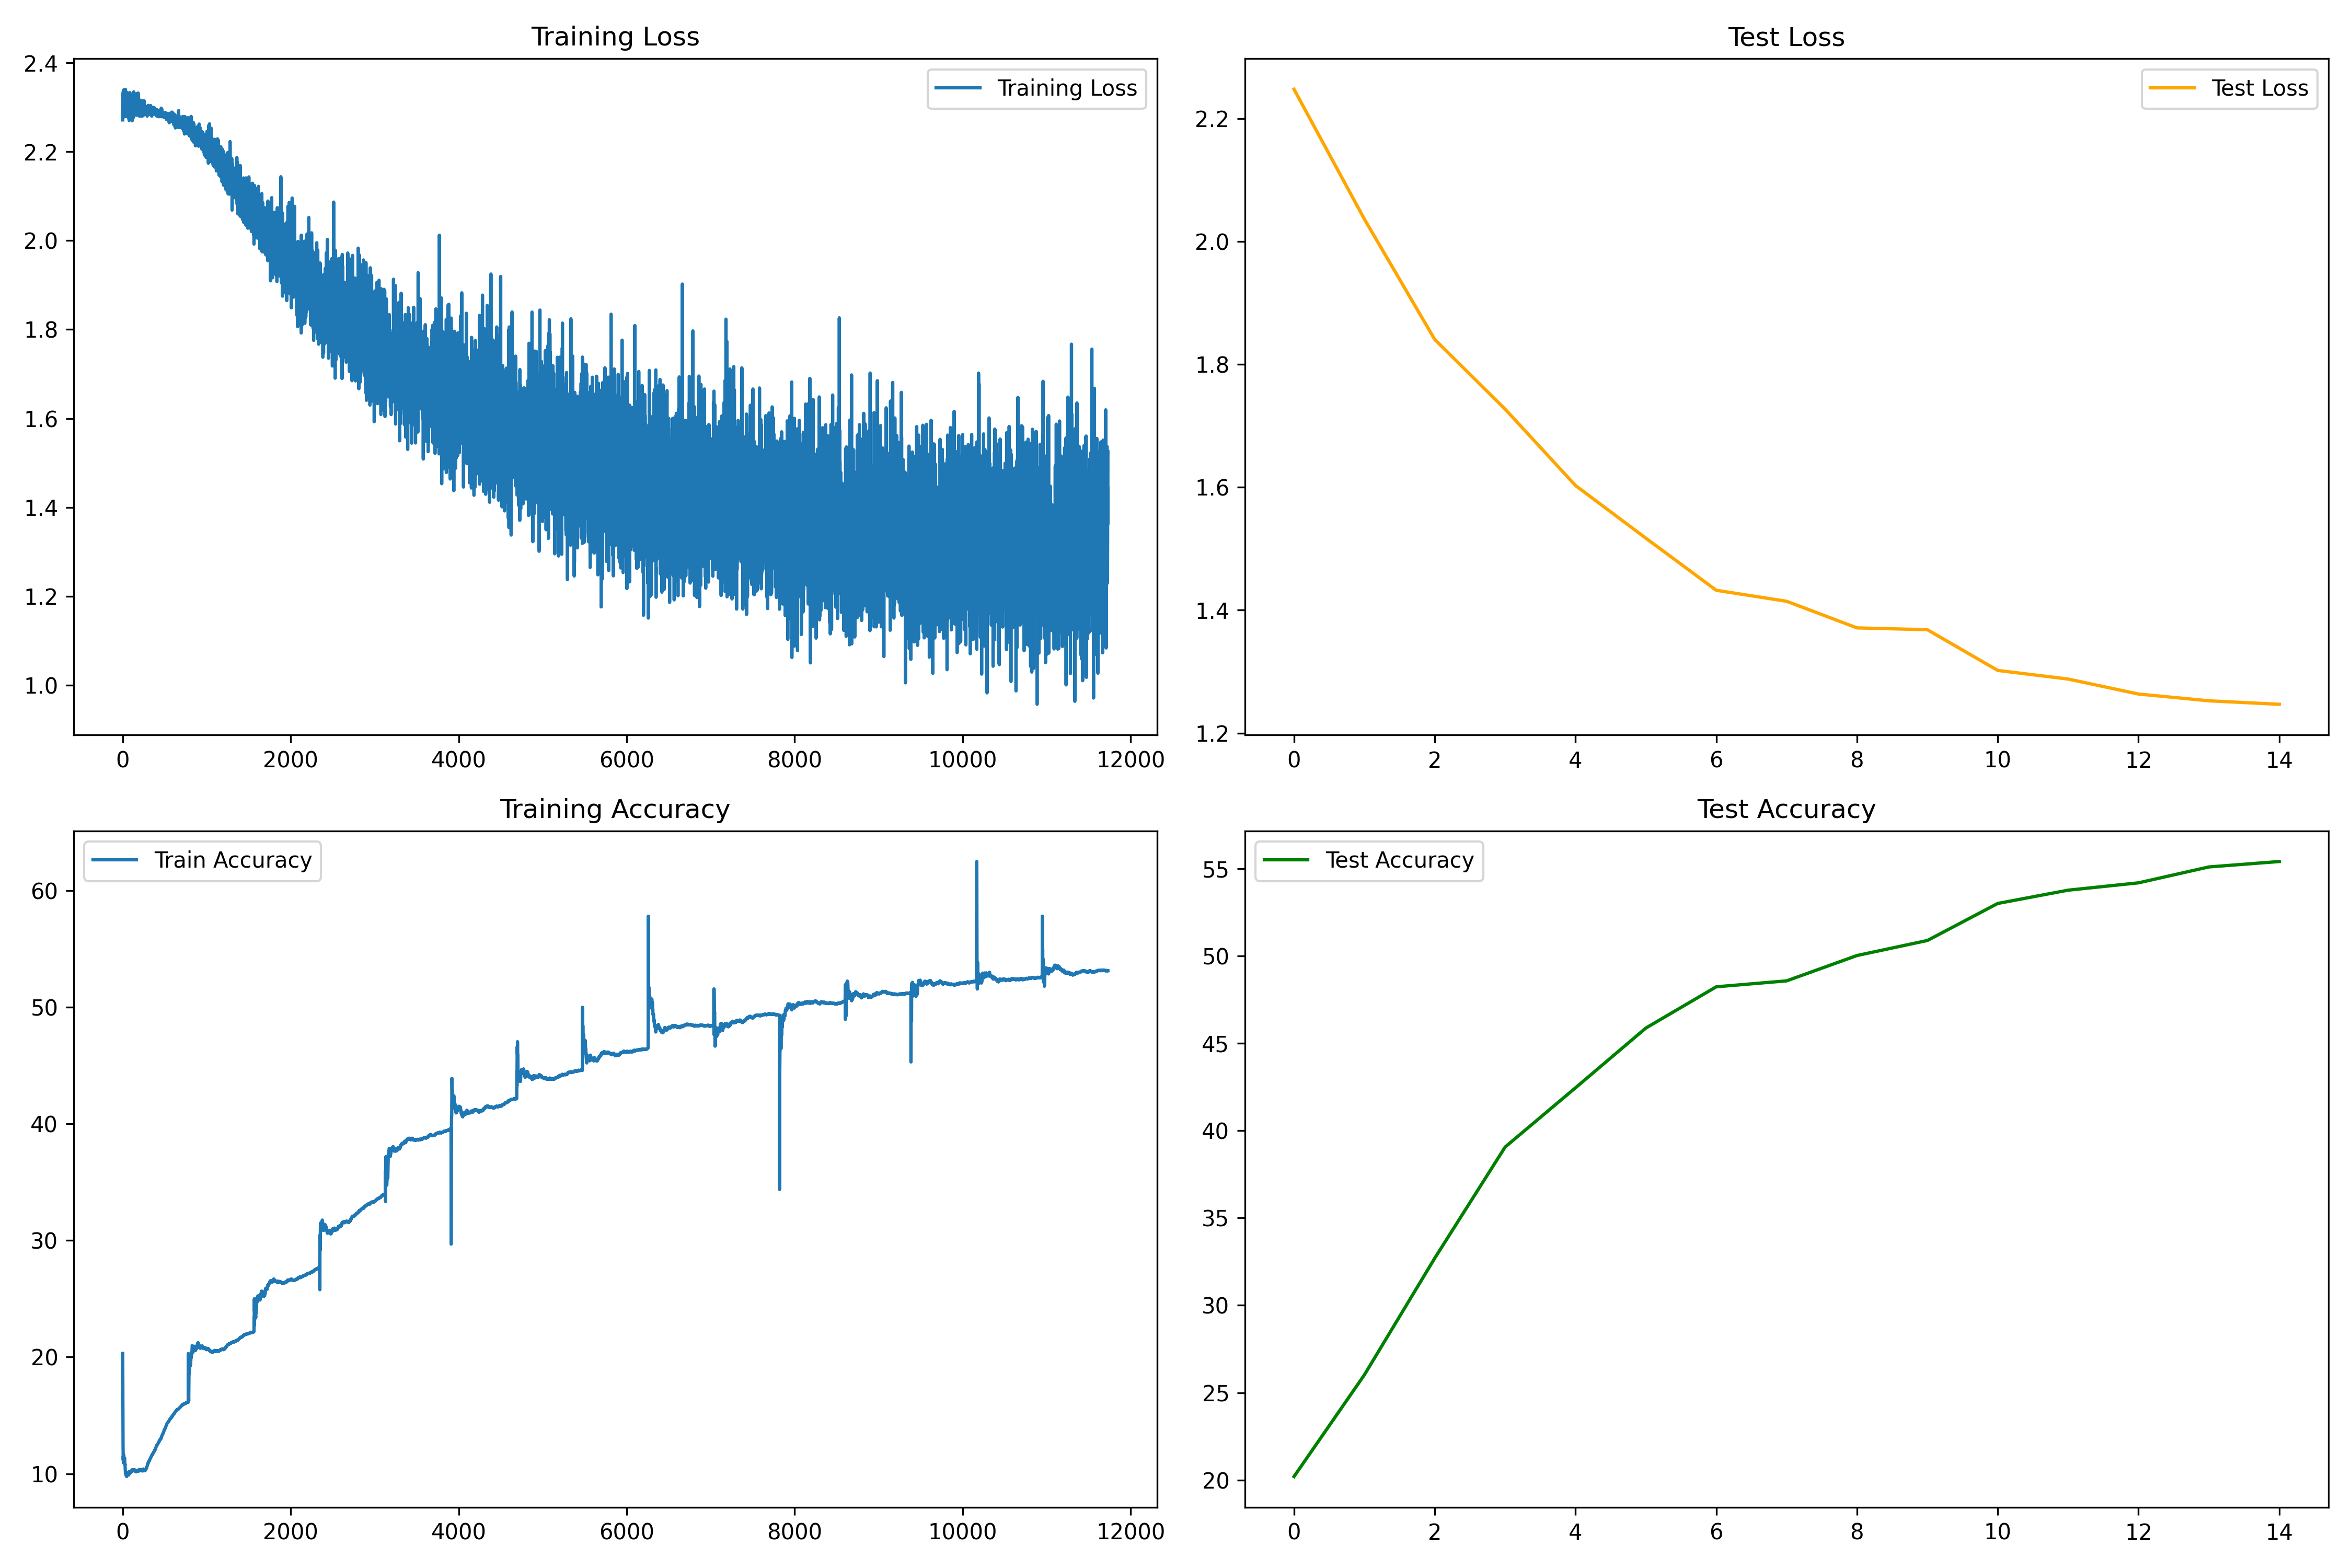 Training Loss
2.4
2.2
2.0
1.8
1.6
1.4
1.2
1.0
0 2000 4000 6000 8000 10000 12000
Training Loss
Test Loss
2.2
2.0
1.8
1.6
1.4
1.2
0 2 4 6 8 10 12 14
Test Loss
Training Accuracy
Train Accuracy
60
50
40
30
20
10
0 2000 4000 6000 8000 10000 12000
Test Accuracy
Test Accuracy
55
50
45
40
35
30
25
20
0 2 4 6 8 10 12 14